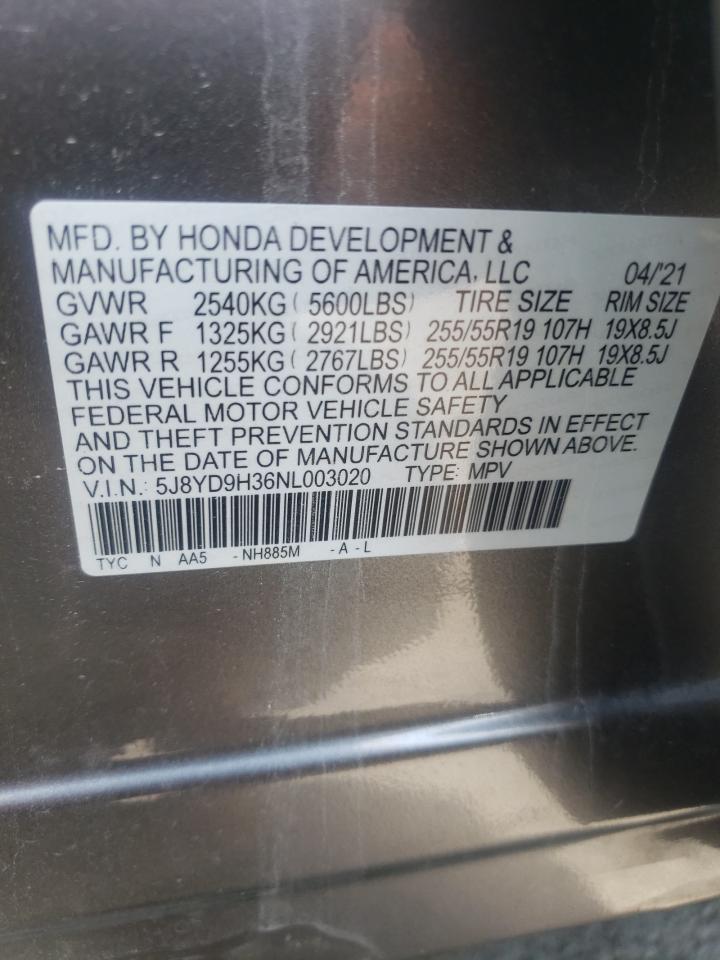 MFD. BY HONDA DEVELOPMENT &
MANUFACTURING OF AMERICA. LLC 04/'21
GVWR 2540KG ( 5600LBS) TIRE SIZE RIM SIZE
GAWR F 1325KG ( 2921LBS) 255/55R19 107H 19X8.5J
GAWR R 1255KG ( 2767LBS) 255/55R19 107H 19X8.5J
THIS VEHICLE CONFORMS TO ALL APPLICABLE
FEDERAL MOTOR VEHICLE SAFETY
AND THEFT PREVENTION STANDARDS IN EFFECT
ON THE DATE OF MANUFACTURE SHOWN ABOVE.
V.I.N.: 5J8YD9H36NL003020 TYPE: MPV
TYC N AA5 -NH885M -A-L